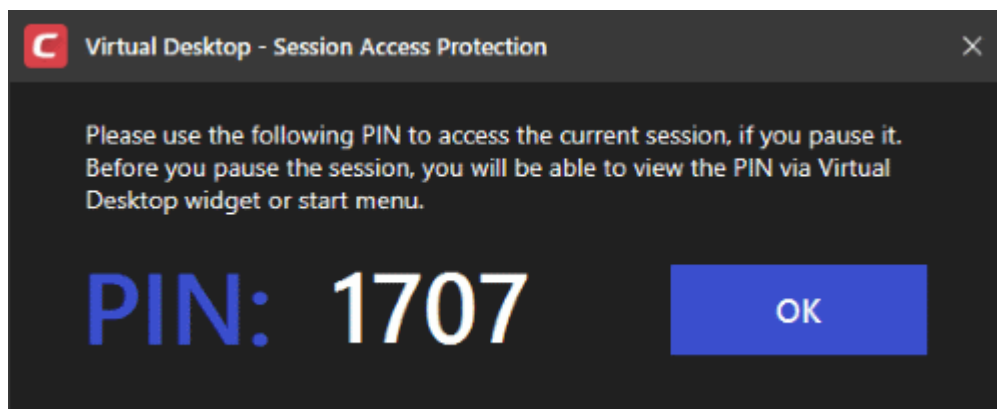 Virtual Desktop - Session Access Protection
Please use the following PIN to access the current session, if you pause it.
Before you pause the session, you will be able to view the PIN via Virtual
Desktop widget or start menu.
PIN: 1707
OK